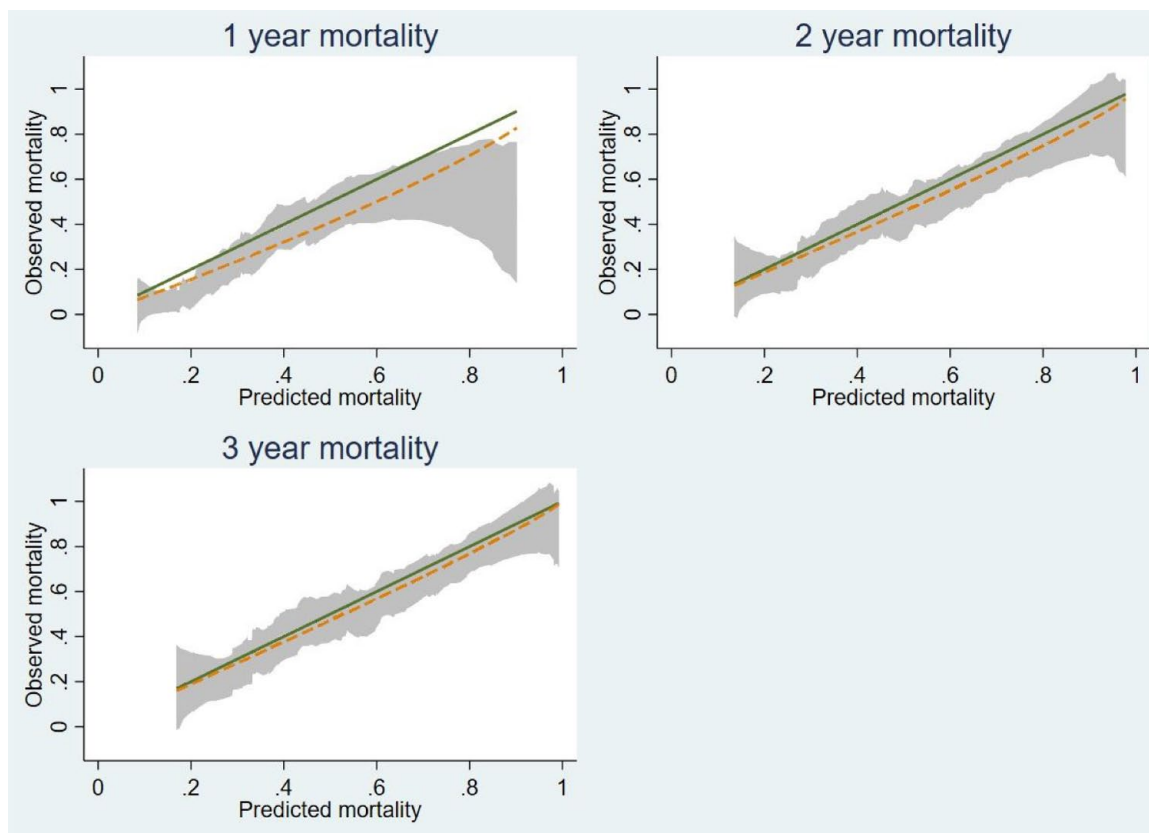 1 year mortality
Observed mortality
1
.8
.6
.4
.2
0
0 .2 .4 .6 .8 1
Predicted mortality
2 year mortality
Observed mortality
1
.8
.6
.4
.2
0
0 .2 .4 .6 .8 1
Predicted mortality
3 year mortality
Observed mortality
1
.8
.6
.4
.2
0
0 .2 .4 .6 .8 1
Predicted mortality